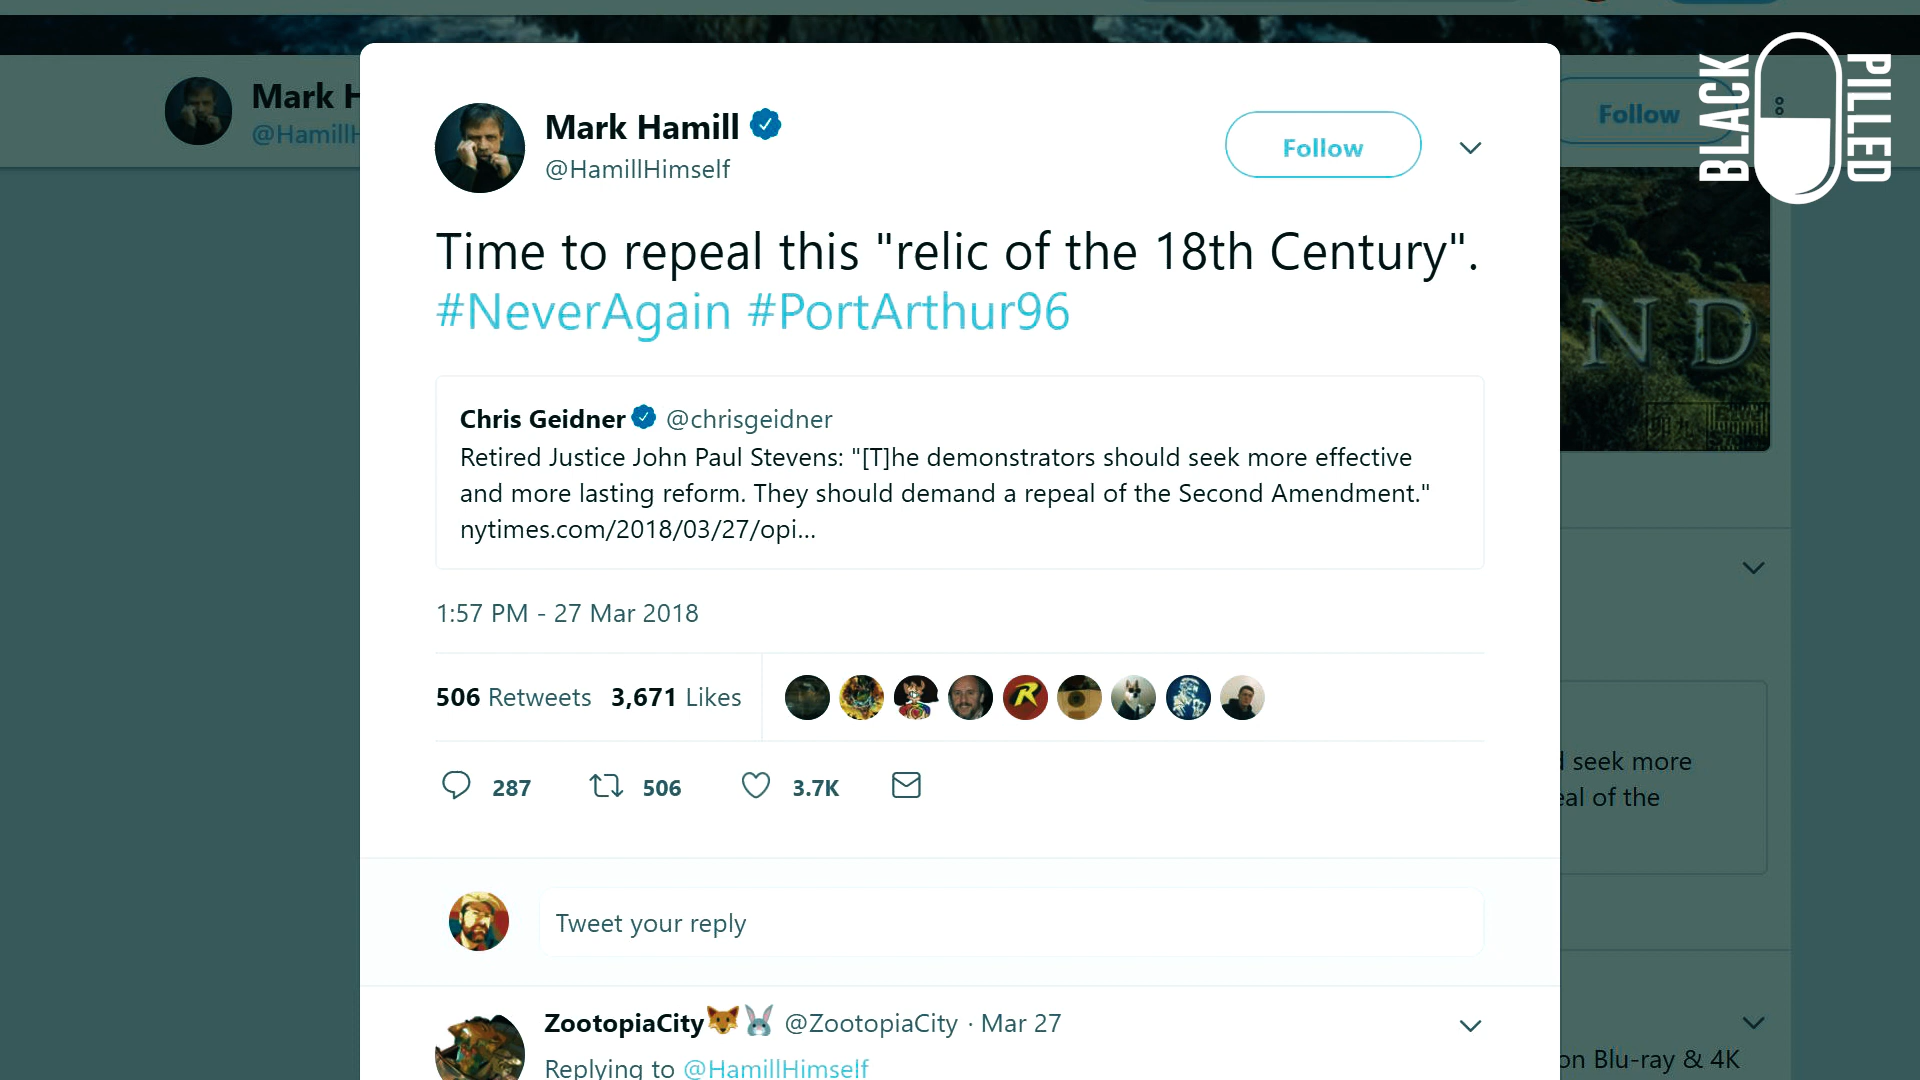 Mark H
@HamillH
Follow
BLACK
PILLED
Mark Hamill
@HamillHimself
Follow
Time to repeal this "relic of the 18th Century".
#NeverAgain #PortArthur96
Chris Geidner @chrisgeidner
Retired Justice John Paul Stevens: "[T]he demonstrators should seek more effective
and more lasting reform. They should demand a repeal of the Second Amendment."
nytimes.com/2018/03/27/opi...
1:57 PM - 27 Mar 2018
506 Retweets 3,671 Likes
287 506 3.7K
Tweet your reply
ZootopiaCity🦊🐰 @ZootopiaCity · Mar 27
Replying to @HamillHimself
N D
d seek more
eal of the
on Blu-ray & 4K